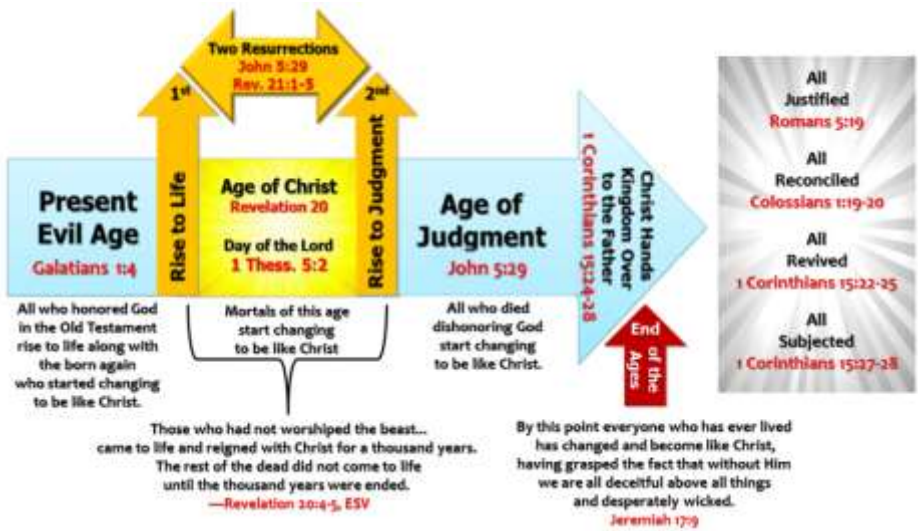 Two Resurrections
John 5:29
Rev. 21:1-5
1st
Rise to Life
2nd
Rise to Judgment
Present
Evil Age
Galatians 1:4
Age of Christ
Revelation 20
Day of the Lord
1 Thess. 5:2
Age of
Judgment
John 5:29
Christ Hands
Kingdom Over
to the Father
1 Corinthians 15:24-28
All who honored God
in the Old Testament
rise to life along with
the born again
who started changing
to be like Christ.
Mortals of this age
start changing
to be like Christ
All who died
dishonoring God
start changing
to be like Christ.
End
of the
Ages
Those who had not worshiped the beast...
came to life and reigned with Christ for a thousand years.
The rest of the dead did not come to life
until the thousand years were ended.
—Revelation 20:4-5, ESV
By this point everyone who has ever lived
has changed and become like Christ,
having grasped the fact that without Him
we are all deceitful above all things
and desperately wicked.
Jeremiah 17:9
All
Justified
Romans 5:19
All
Reconciled
Colossians 1:19-20
All
Revived
1 Corinthians 15:22-25
All
Subjected
1 Corinthians 15:27-28